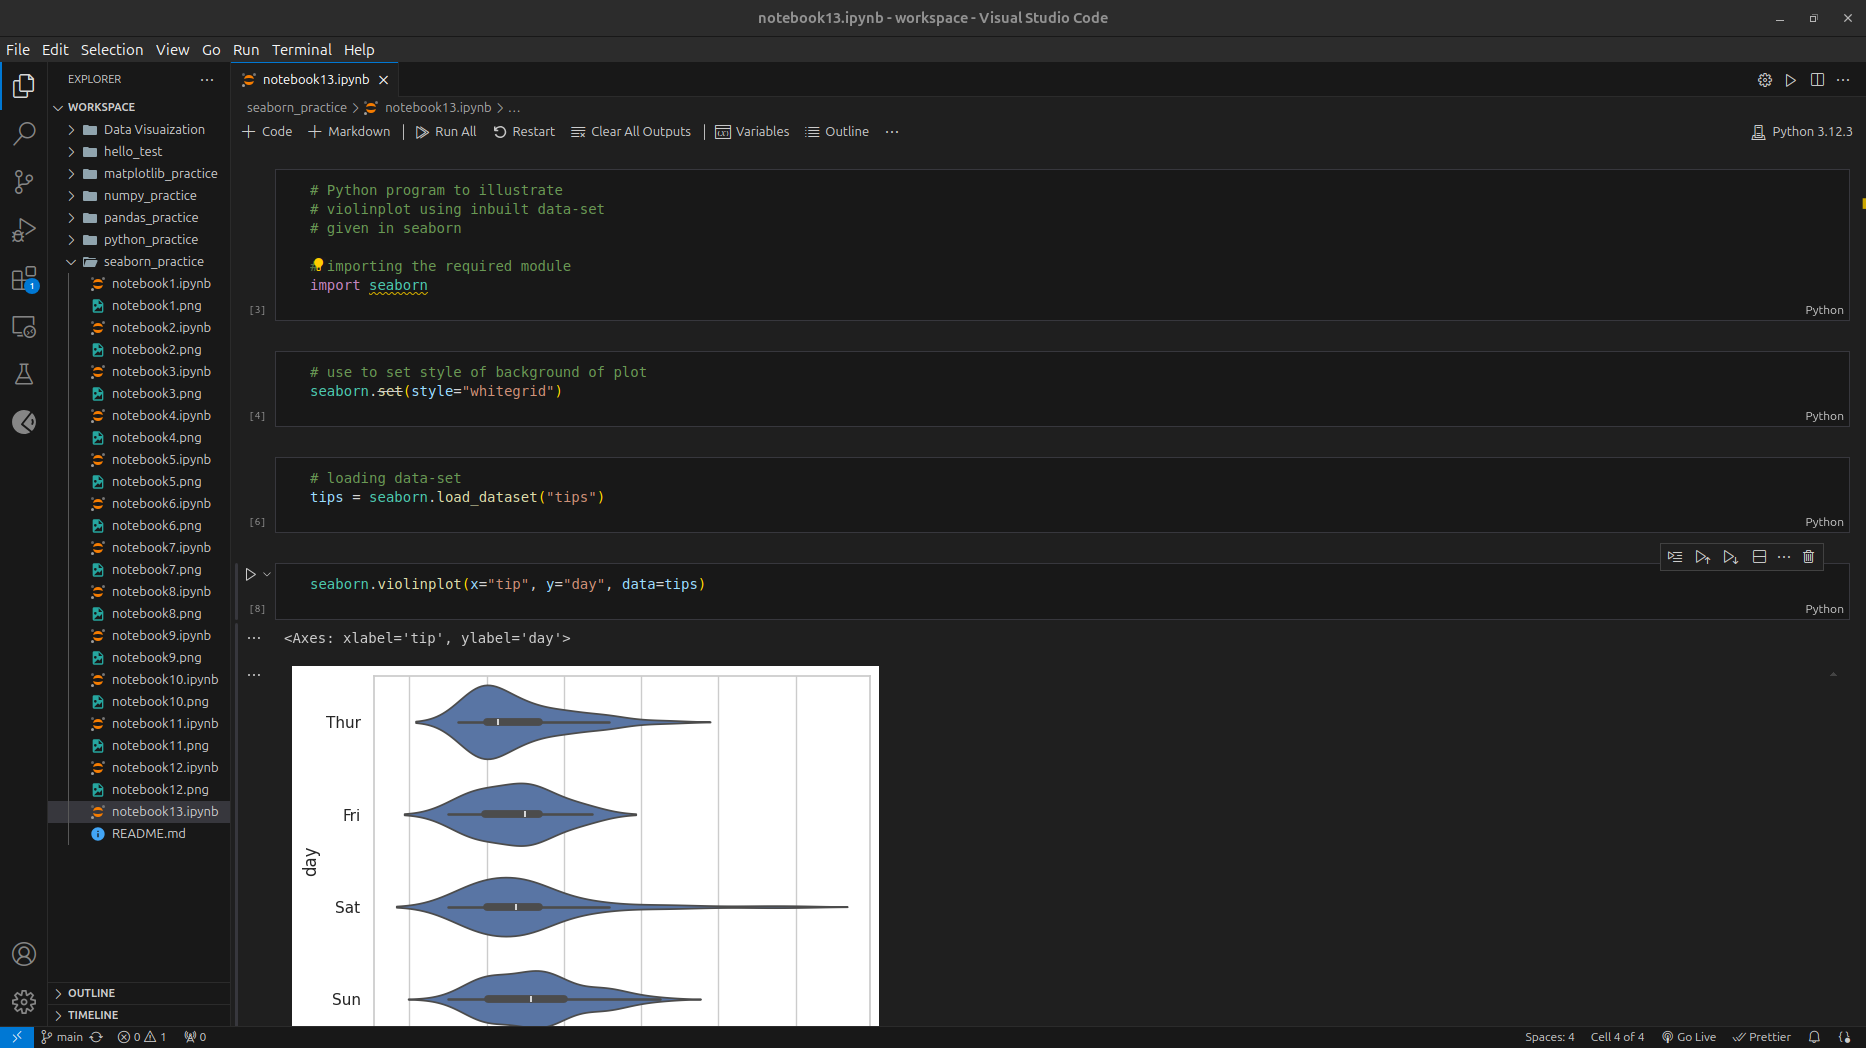 notebook13.ipynb - workspace - Visual Studio Code
File Edit Selection View Go Run Terminal Help
EXPLORER
WORKSPACE
Data Visuaization
hello_test
matplotlib_practice
numpy_practice
pandas_practice
python_practice
seaborn_practice
notebook1.ipynb
notebook1.png
notebook2.ipynb
notebook2.png
notebook3.ipynb
notebook3.png
notebook4.ipynb
notebook4.png
notebook5.ipynb
notebook5.png
notebook6.ipynb
notebook6.png
notebook7.ipynb
notebook7.png
notebook8.ipynb
notebook8.png
notebook9.ipynb
notebook9.png
notebook10.ipynb
notebook10.png
notebook11.ipynb
notebook11.png
notebook12.ipynb
notebook12.png
notebook13.ipynb
README.md
OUTLINE
TIMELINE
1
notebook13.ipynb
seaborn_practice > notebook13.ipynb > ...
Code Markdown Run All Restart Clear All Outputs Variables Outline ... Python 3.12.3
# Python program to illustrate
# violinplot using inbuilt data-set
# given in seaborn
# importing the required module
import seaborn
[3] Python
# use to set style of background of plot
seaborn.set(style="whitegrid")
[4] Python
# loading data-set
tips = seaborn.load_dataset("tips")
[6] Python
seaborn.violinplot(x="tip", y="day", data=tips)
[8] Python
<Axes: xlabel='tip', ylabel='day'>
Thur
Fri
day
Sat
Sun
main 0 1 0 Spaces: 4 Cell 4 of 4 Go Live Prettier